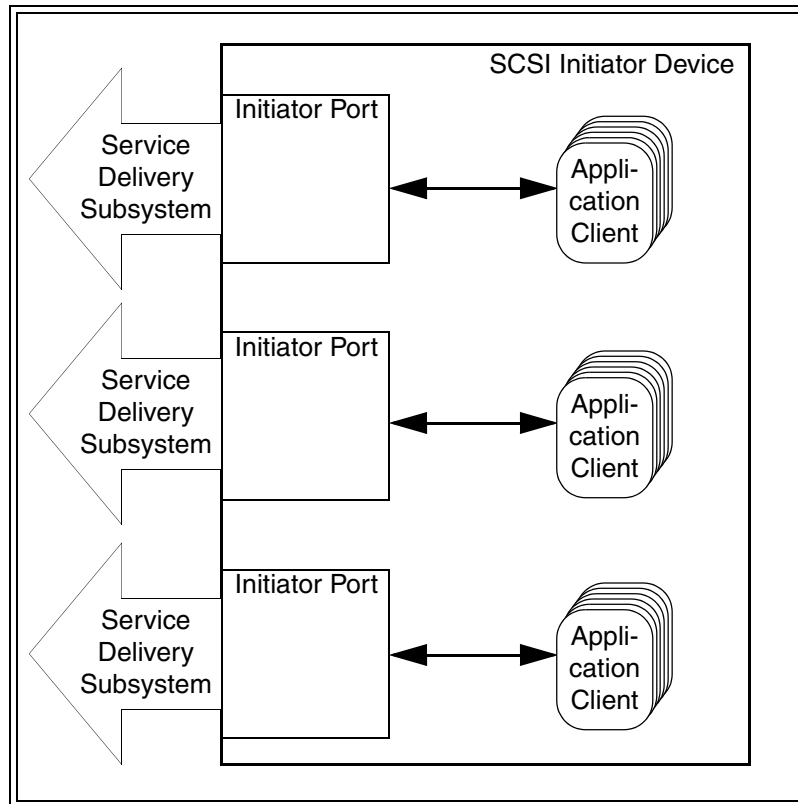 SCSI Initiator Device
Initiator Port
Service
Delivery
Subsystem
Appli-
cation
Client
Initiator Port
Service
Delivery
Subsystem
Appli-
cation
Client
Initiator Port
Service
Delivery
Subsystem
Appli-
cation
Client